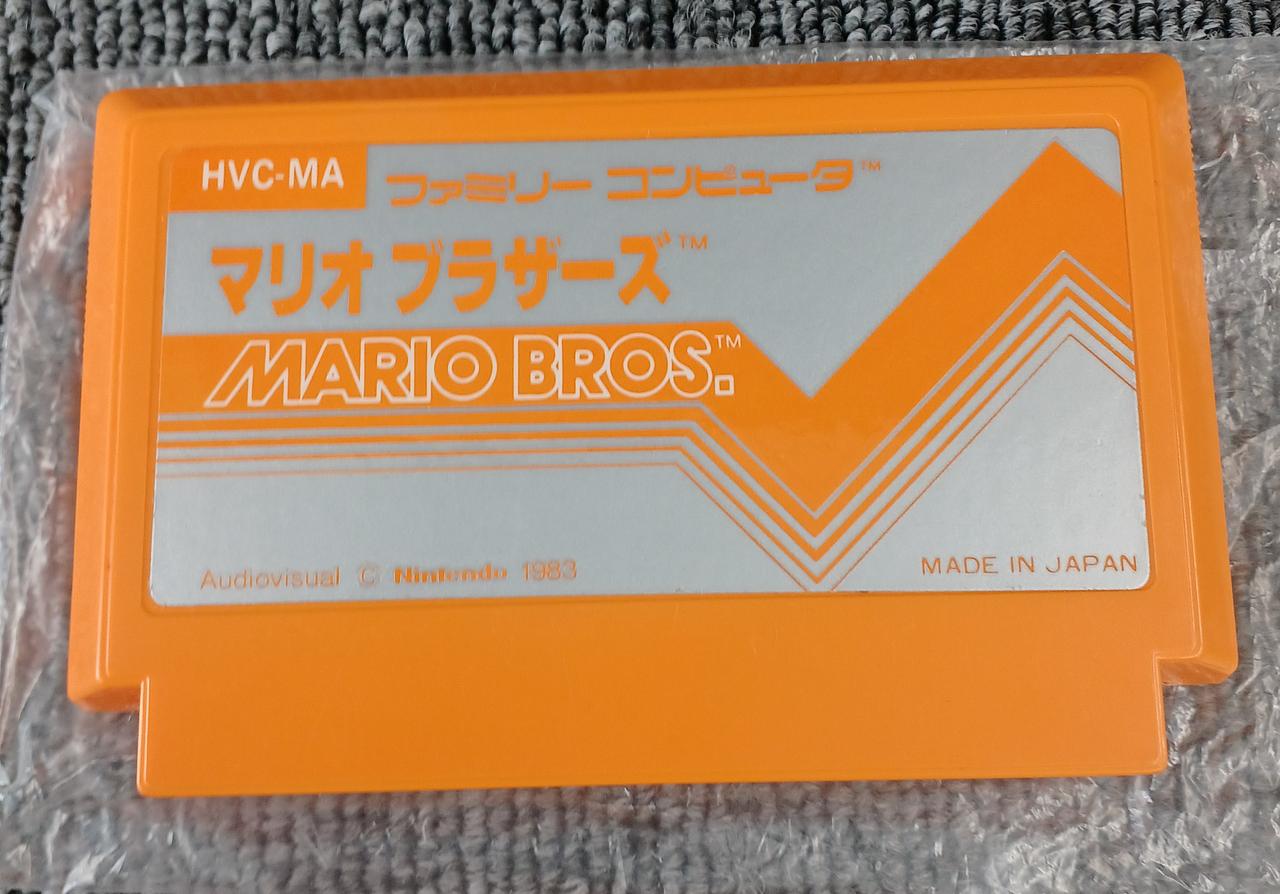 HVC-MA
ファミリー コンピュータ™
マリオ ブラザーズ™
MARIO BROS.™
Audiovisual © Nintendo 1983
MADE IN JAPAN